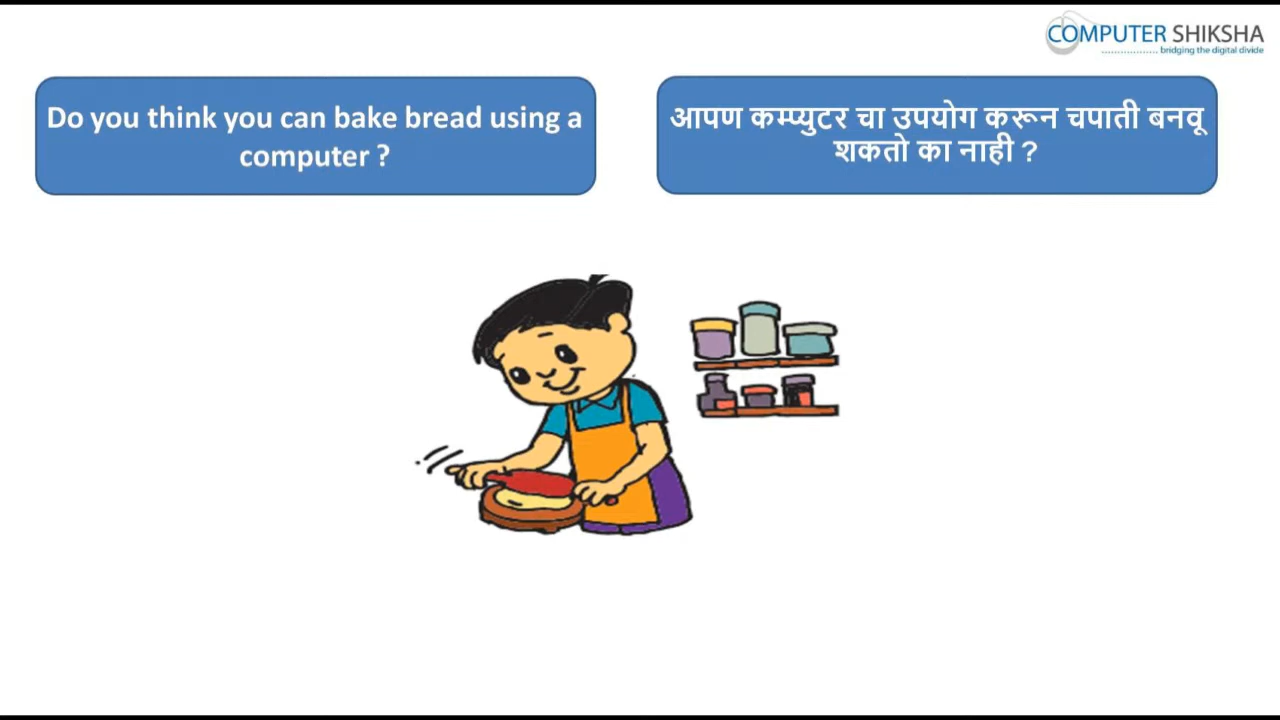 COMPUTER SHIKSHA
bridging the digital divide
Do you think you can bake bread using a
computer ?
आपण कम्प्युटर चा उपयोग करून चपाती बनवू
शकतो का नाही ?